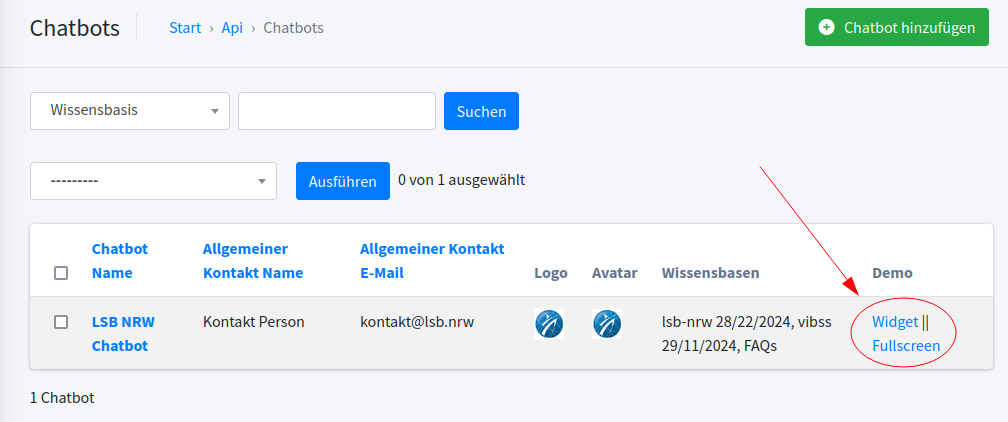 Chatbots
Start › Api › Chatbots
Chatbot hinzufügen
Wissensbasis
Suchen
---------
Ausführen
0 von 1 ausgewählt
Chatbot
Name
Allgemeiner
Kontakt Name
Allgemeiner Kontakt
E-Mail
Logo
Avatar
Wissensbasen
Demo
LSB NRW
Chatbot
Kontakt Person
kontakt@lsb.nrw
lsb-nrw 28/22/2024, vibss
29/11/2024, FAQs
Widget ||
Fullscreen
1 Chatbot